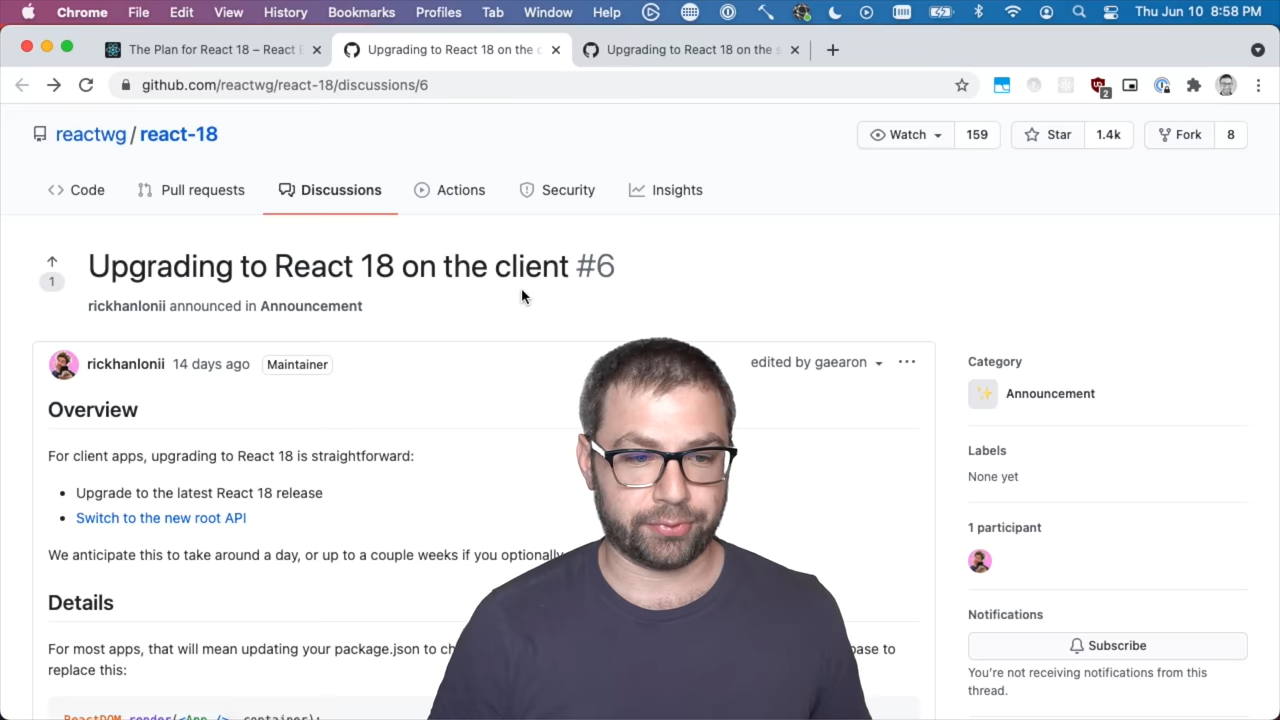 Chrome File Edit View History Bookmarks Profiles Tab Window Help Thu Jun 10 8:58 PM
The Plan for React 18 – React Upgrading to React 18 on the Upgrading to React 18 on the
github.com/reactwg/react-18/discussions/6 2
reactwg / react-18 Watch 159 Star 1.4k Fork 8
Code Pull requests Discussions Actions Security Insights
Upgrading to React 18 on the client #6
1
rickhanlonii announced in Announcement
rickhanlonii 14 days ago Maintainer edited by gaearon
Overview
For client apps, upgrading to React 18 is straightforward:
• Upgrade to the latest React 18 release
• Switch to the new root API
We anticipate this to take around a day, or up to a couple weeks if you optionally
Details
For most apps, that will mean updating your package.json to
replace this:
ReactDOM.render(<App />, container);
Category
Announcement
Labels
None yet
1 participant
Notifications
Subscribe
You're not receiving notifications from this
thread.